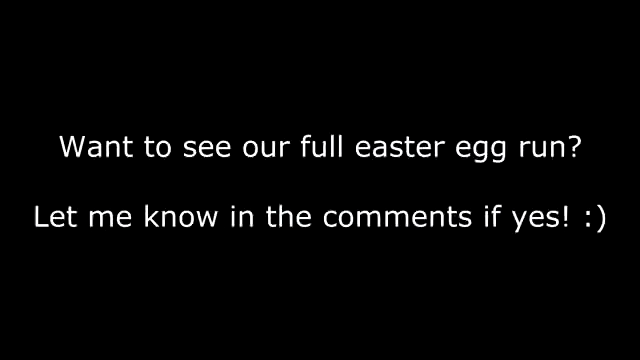 Want to see our full easter egg run?
Let me know in the comments if yes! :)